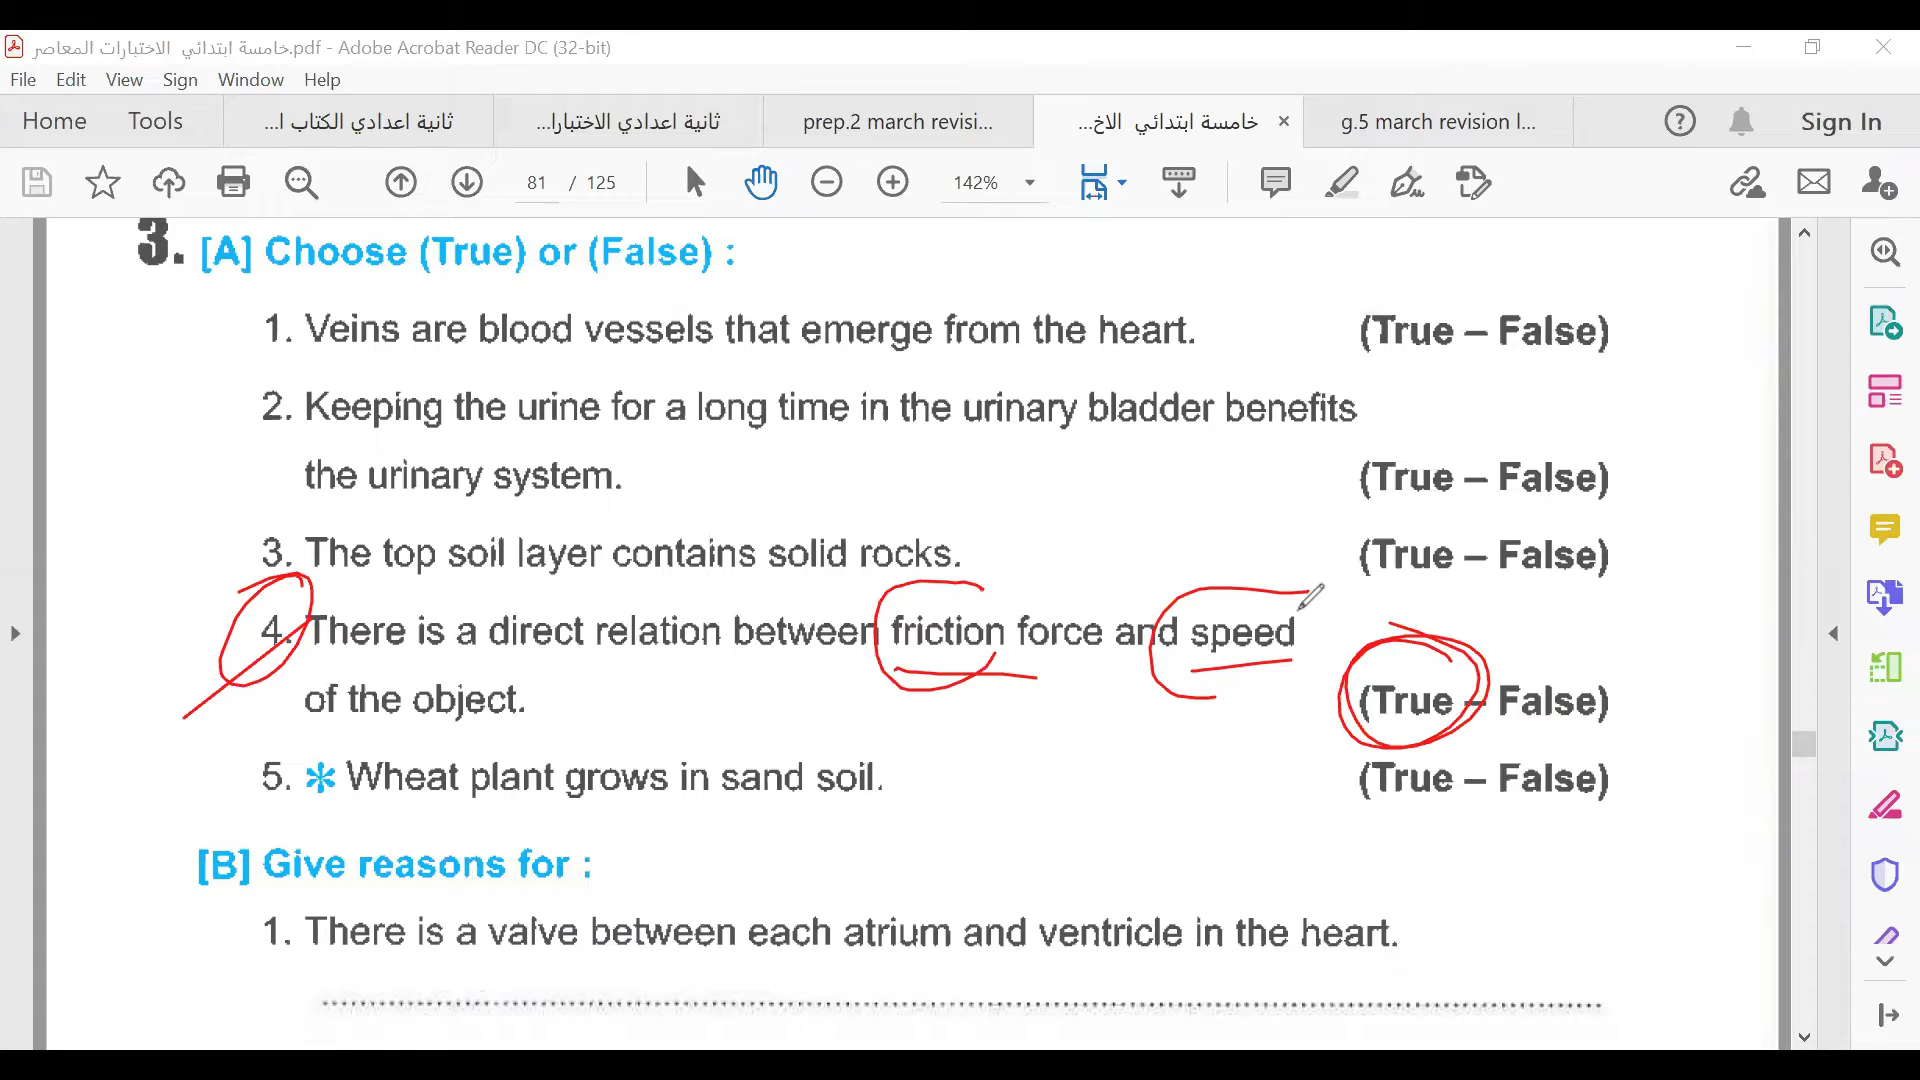 خامسة ابتدائي الاختبارات المعاصر.pdf - Adobe Acrobat Reader DC (32-bit)
File Edit View Sign Window Help
Home Tools ثانية اعدادي الكتاب ا... ثانية اعدادي الاختبارا... prep.2 march revisi... خامسة ابتدائي الاخ... × g.5 march revision l... Sign In
81 / 125 142%
3. [A] Choose (True) or (False) :
1. Veins are blood vessels that emerge from the heart. (True – False)
2. Keeping the urine for a long time in the urinary bladder benefits
the urinary system. (True – False)
3. The top soil layer contains solid rocks. (True – False)
4. There is a direct relation between friction force and speed
of the object. (True – False)
5. * Wheat plant grows in sand soil. (True – False)
[B] Give reasons for :
1. There is a valve between each atrium and ventricle in the heart.